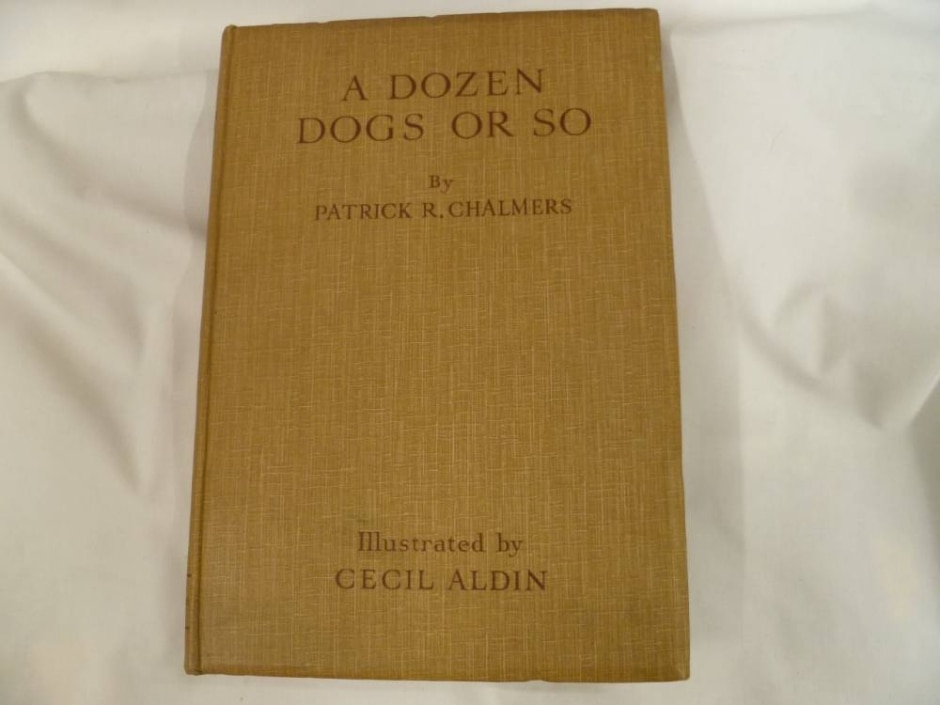 A DOZEN
DOGS OR SO
By
PATRICK R. CHALMERS
Illustrated by
CECIL ALDIN